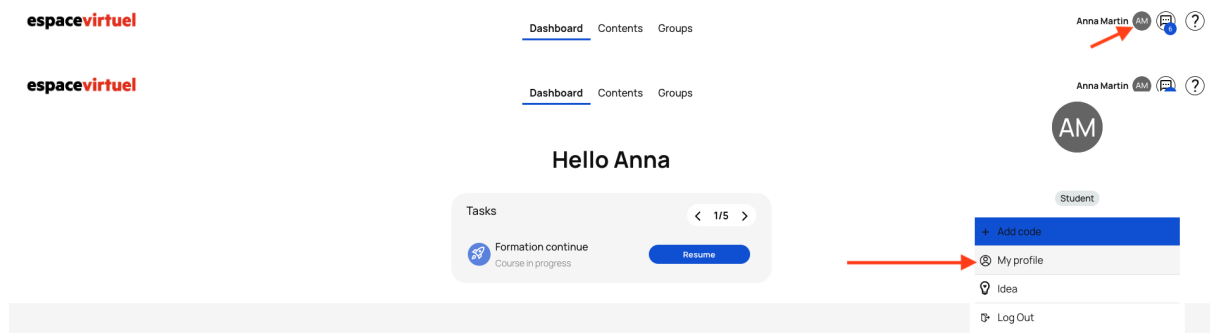 espacevirtuel
Dashboard Contents Groups
Anna Martin AM 6 ?
espacevirtuel
Dashboard Contents Groups
Anna Martin AM ?
AM
Hello Anna
Student
Tasks
< 1/5 >
Formation continue
Course in progress
Resume
+ Add code
My profile
Idea
Log Out